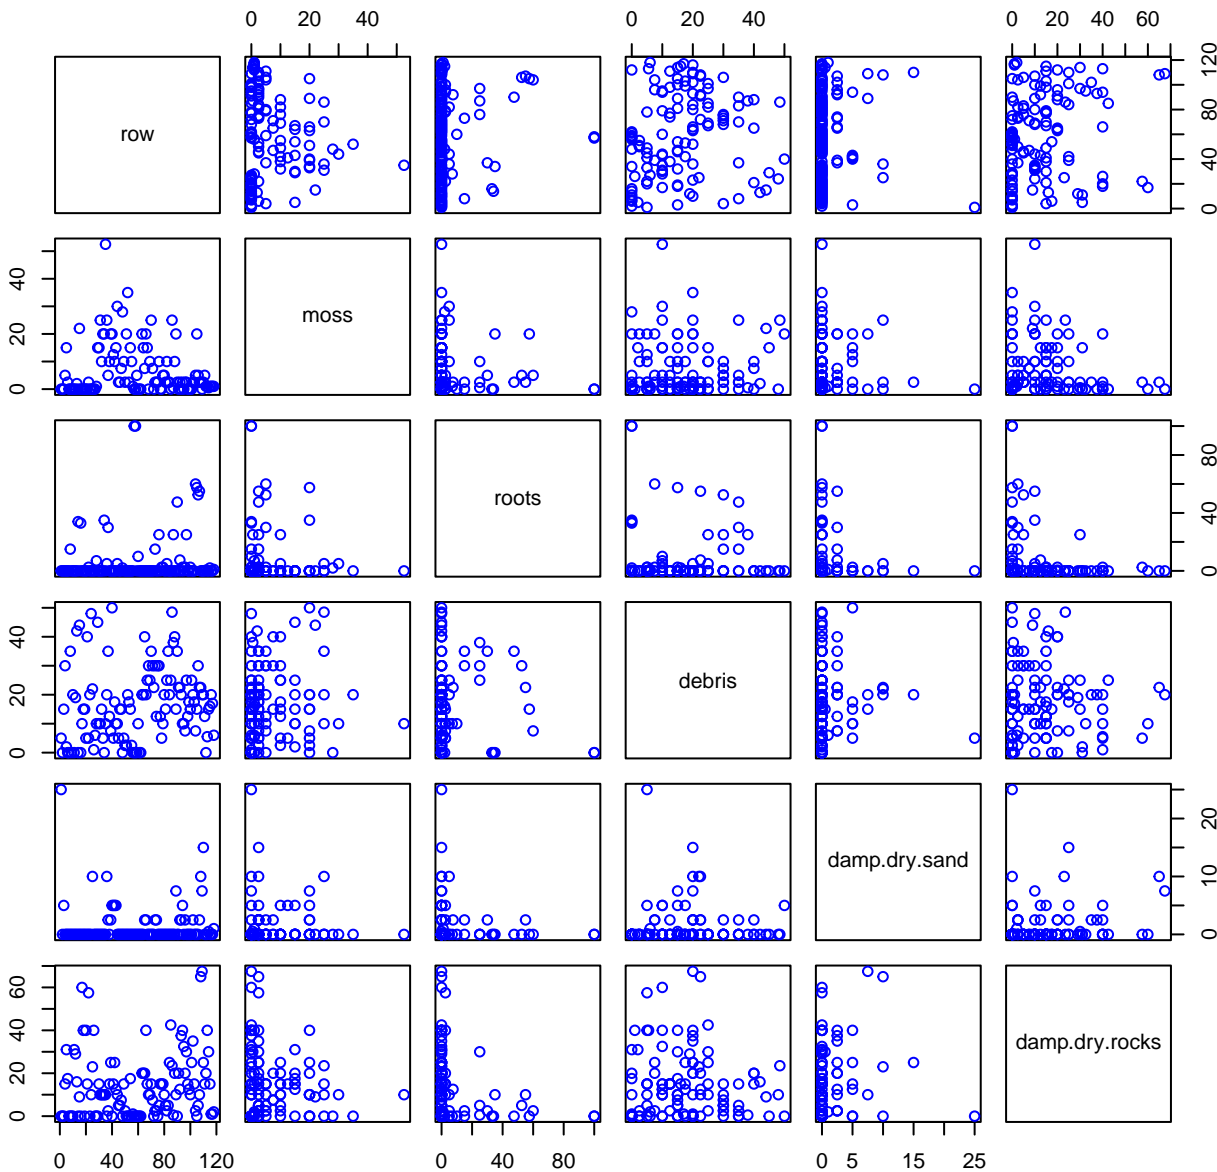 0 20 40 0 20 40 0 20 40 60
row 0 40 80 120
0 20 40 moss
roots 0 40 80
0 20 40 debris
damp.dry.sand 0 10 20
0 20 40 60 damp.dry.rocks
0 40 80 120 0 40 80 0 5 15 25